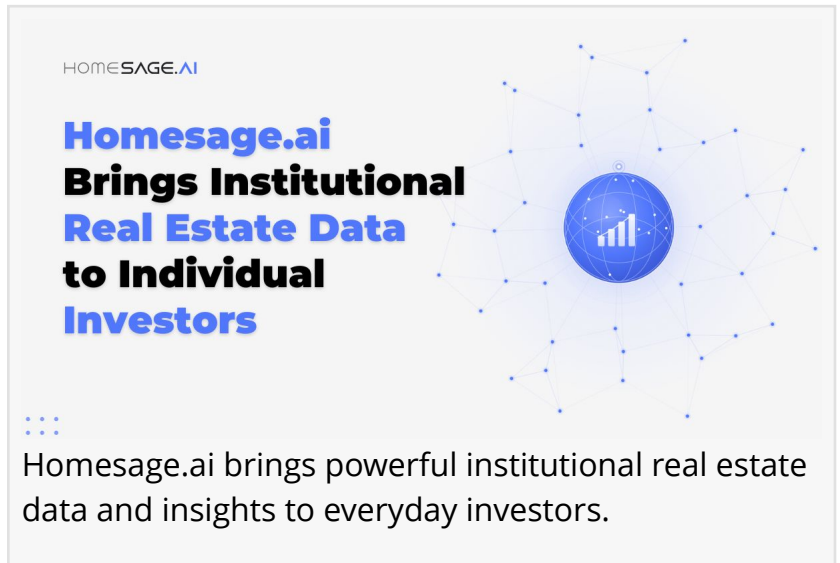 HOMESAGE.AI
Homesage.ai
Brings Institutional
Real Estate Data
to Individual
Investors
Homesage.ai brings powerful institutional real estate
data and insights to everyday investors.